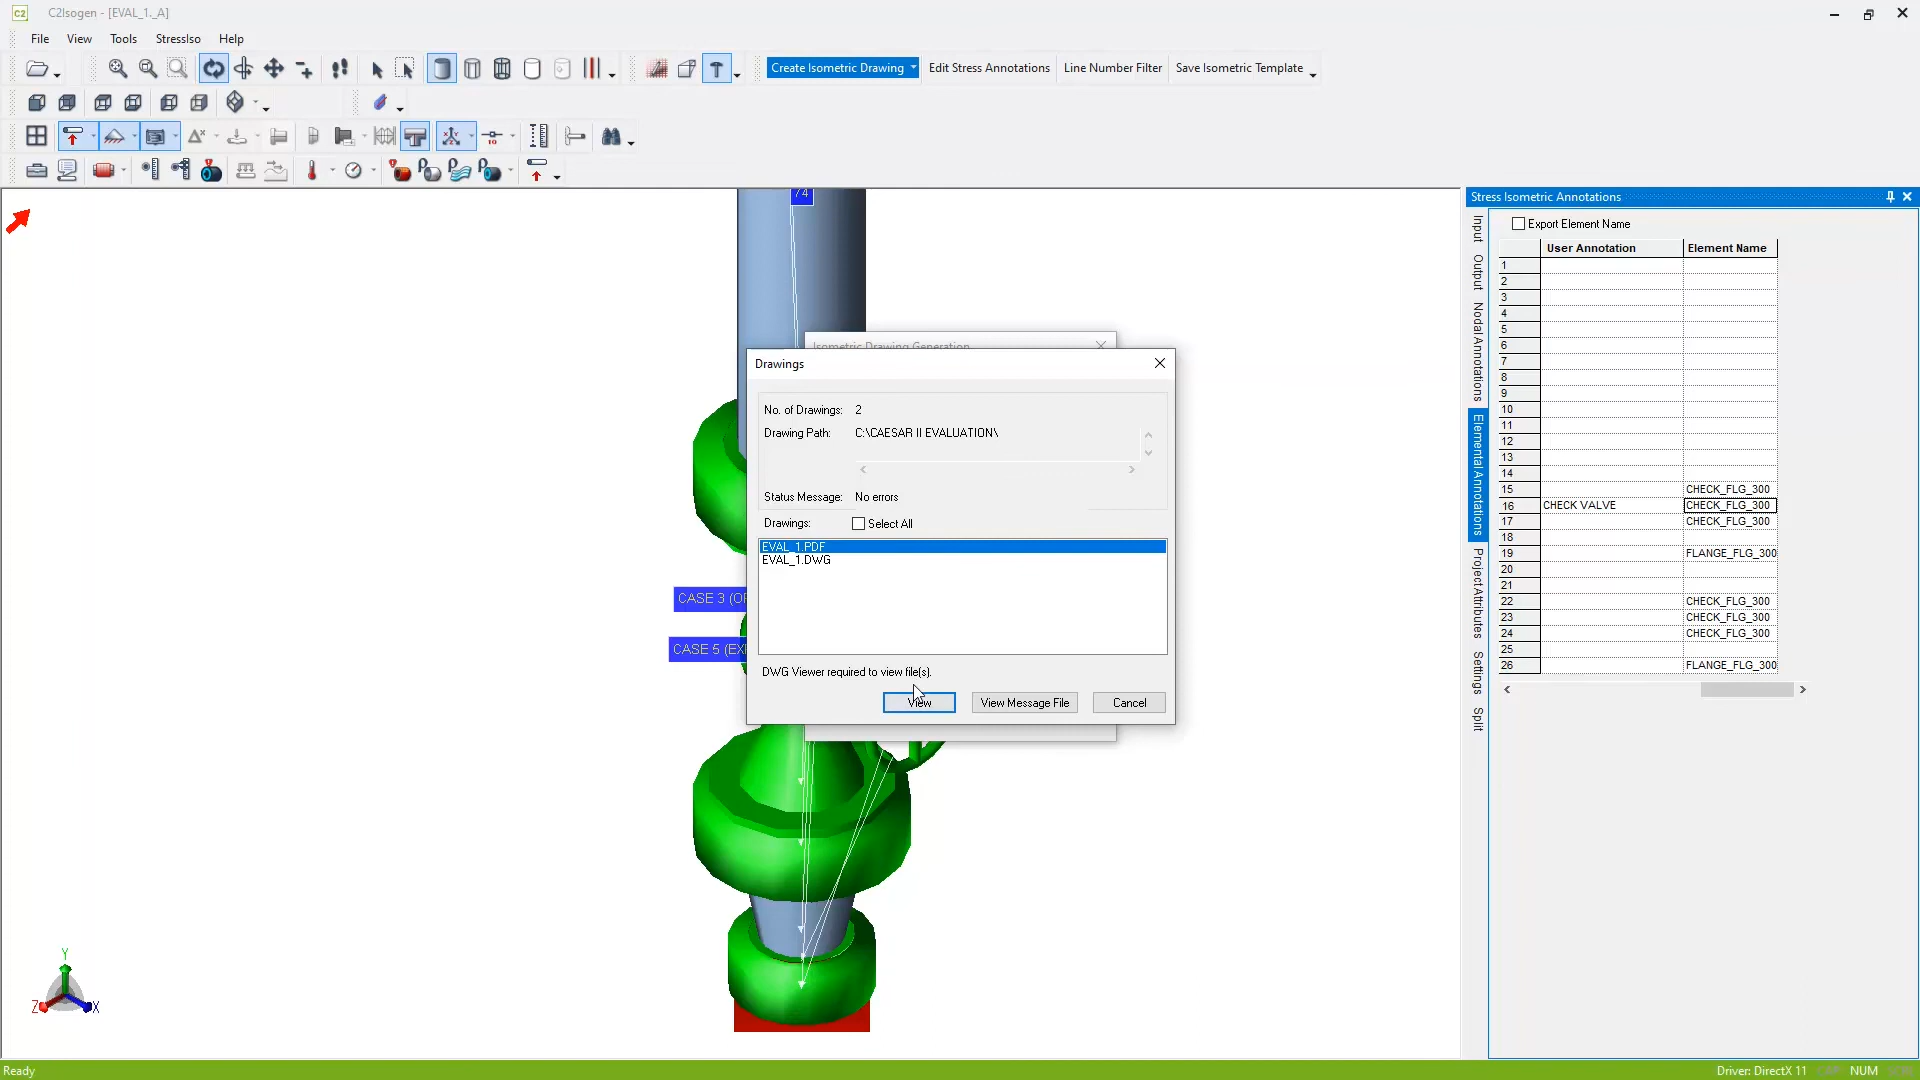 C2 C2Isogen - [EVAL_1._A]
File View Tools StressIso Help
Create Isometric Drawing Edit Stress Annotations Line Number Filter Save Isometric Template
74
Isometric Drawing Generation
Drawings
No. of Drawings: 2
Drawing Path: C:\CAESAR II EVALUATION\
Status Message: No errors
Drawings: Select All
EVAL_1.PDF
EVAL_1.DWG
DWG Viewer required to view file(s).
View View Message File Cancel
CASE 3 (OP
CASE 5 (EX
Y
Z X
Stress Isometric Annotations
Input
Output
Nodal Annotations
Elemental Annotations
Project Attributes
Settings
Split
Export Element Name
User Annotation Element Name
1
2
3
4
5
6
7
8
9
10
11
12
13
14
15 CHECK_FLG_300
16 CHECK VALVE CHECK_FLG_300
17 CHECK_FLG_300
18
19 FLANGE_FLG_300
20
21
22 CHECK_FLG_300
23 CHECK_FLG_300
24 CHECK_FLG_300
25
26 FLANGE_FLG_300
Ready Driver: DirectX 11 CAP NUM